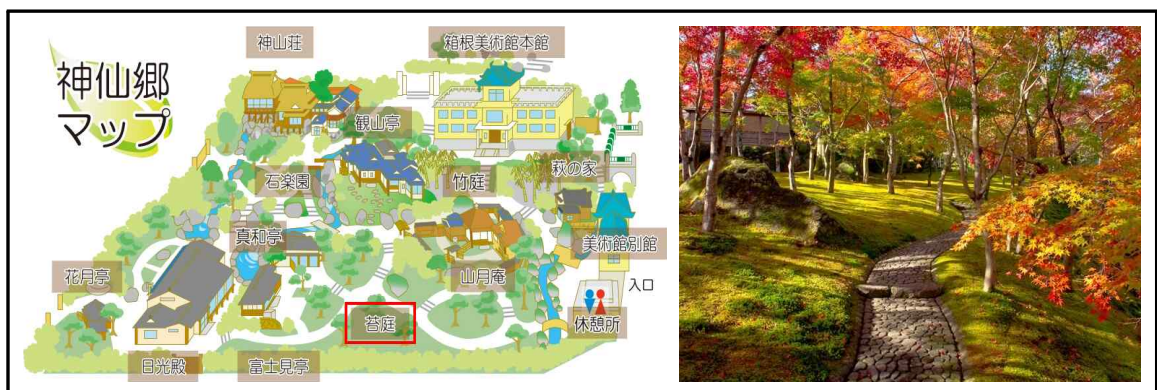 神仙郷
マップ
神山荘
箱根美術館本館
観山亭
石楽園
竹庭
萩の家
真和亭
美術館別館
花月亭
山月庵
入口
苔庭
休憩所
日光殿
富士見亭